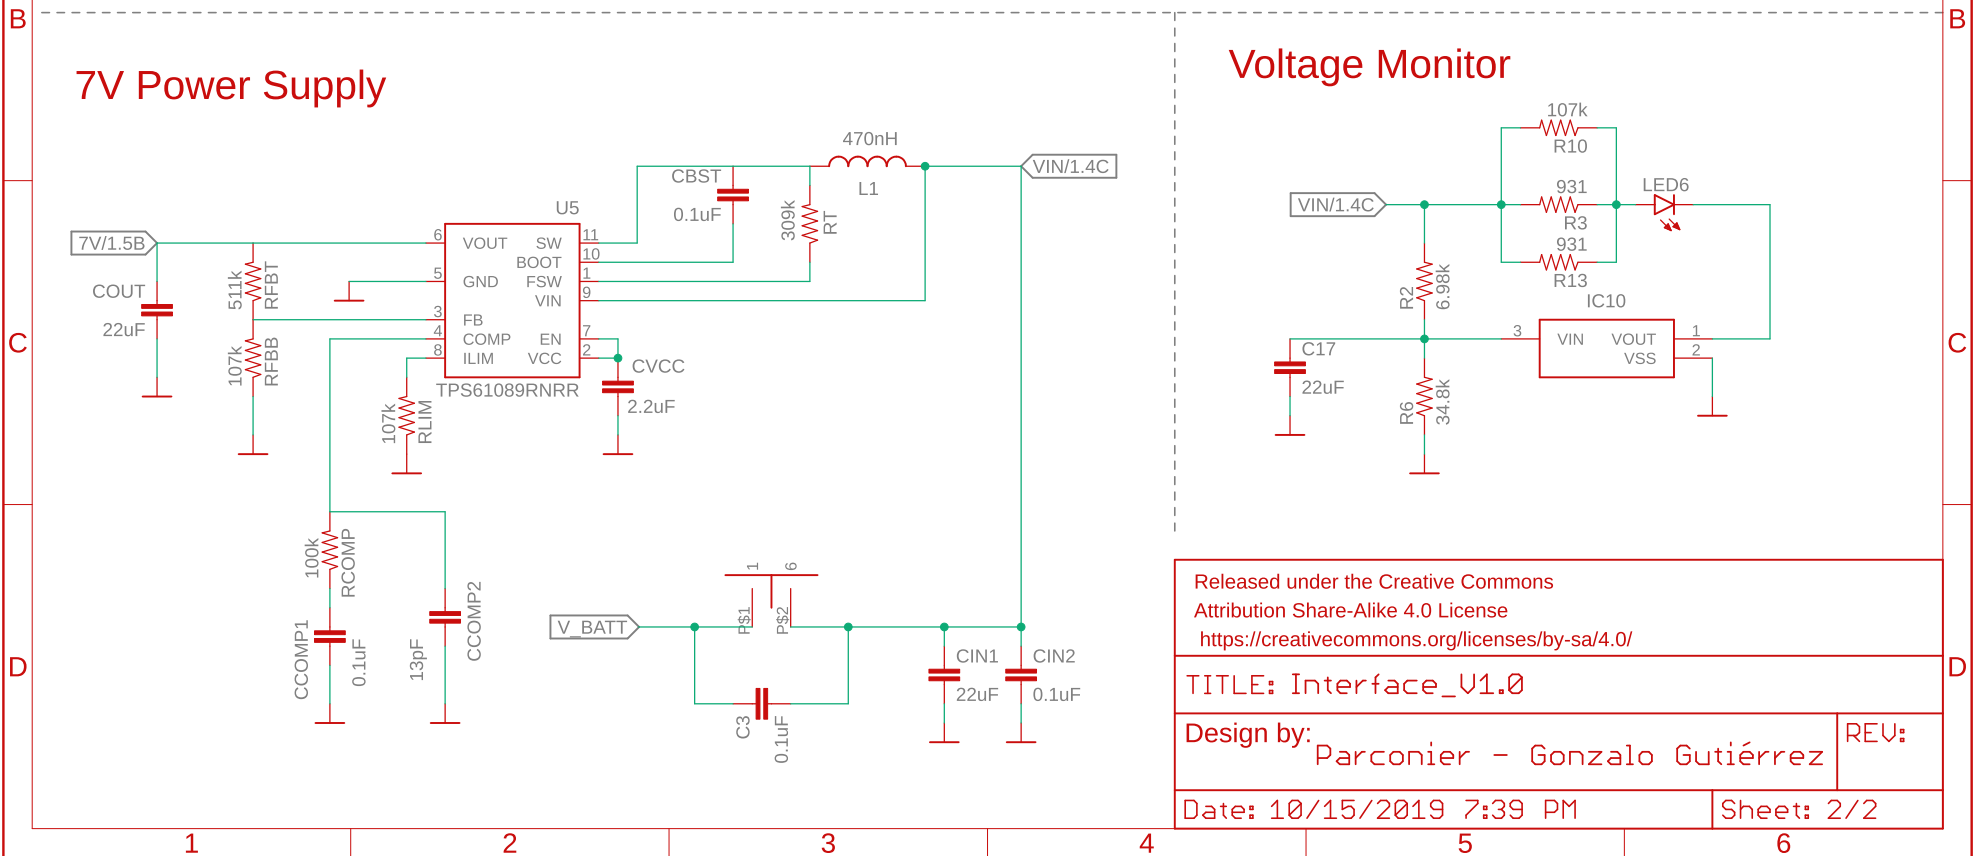 B
B
7V Power Supply
Voltage Monitor
470nH
L1
VIN/1.4C
CBST
0.1uF
309k
RT
U5
7V/1.5B
COUT
22uF
511k
RFBT
107k
RFBB
6 VOUT SW 11
BOOT 10
5 GND FSW 1
VIN 9
3 FB
4 COMP EN 7
8 ILIM VCC 2
TPS61089RNRR
CVCC
2.2uF
107k
RLIM
100k
RCOMP
CCOMP1
0.1uF
13pF
CCOMP2
V_BATT
1 6
P$1 P$2
C3
0.1uF
CIN1
22uF
CIN2
0.1uF
107k
R10
VIN/1.4C
931
R3
LED6
931
R13
R2
6.98k
IC10
3 VIN VOUT 1
VSS 2
C17
22uF
R6
34.8k
C
C
D
D
Released under the Creative Commons
Attribution Share-Alike 4.0 License
https://creativecommons.org/licenses/by-sa/4.0/
TITLE: Interface_V1.0
Design by:
Parconier - Gonzalo Gutiérrez
REV:
Date: 10/15/2019 7:39 PM
Sheet: 2/2
1 2 3 4 5 6